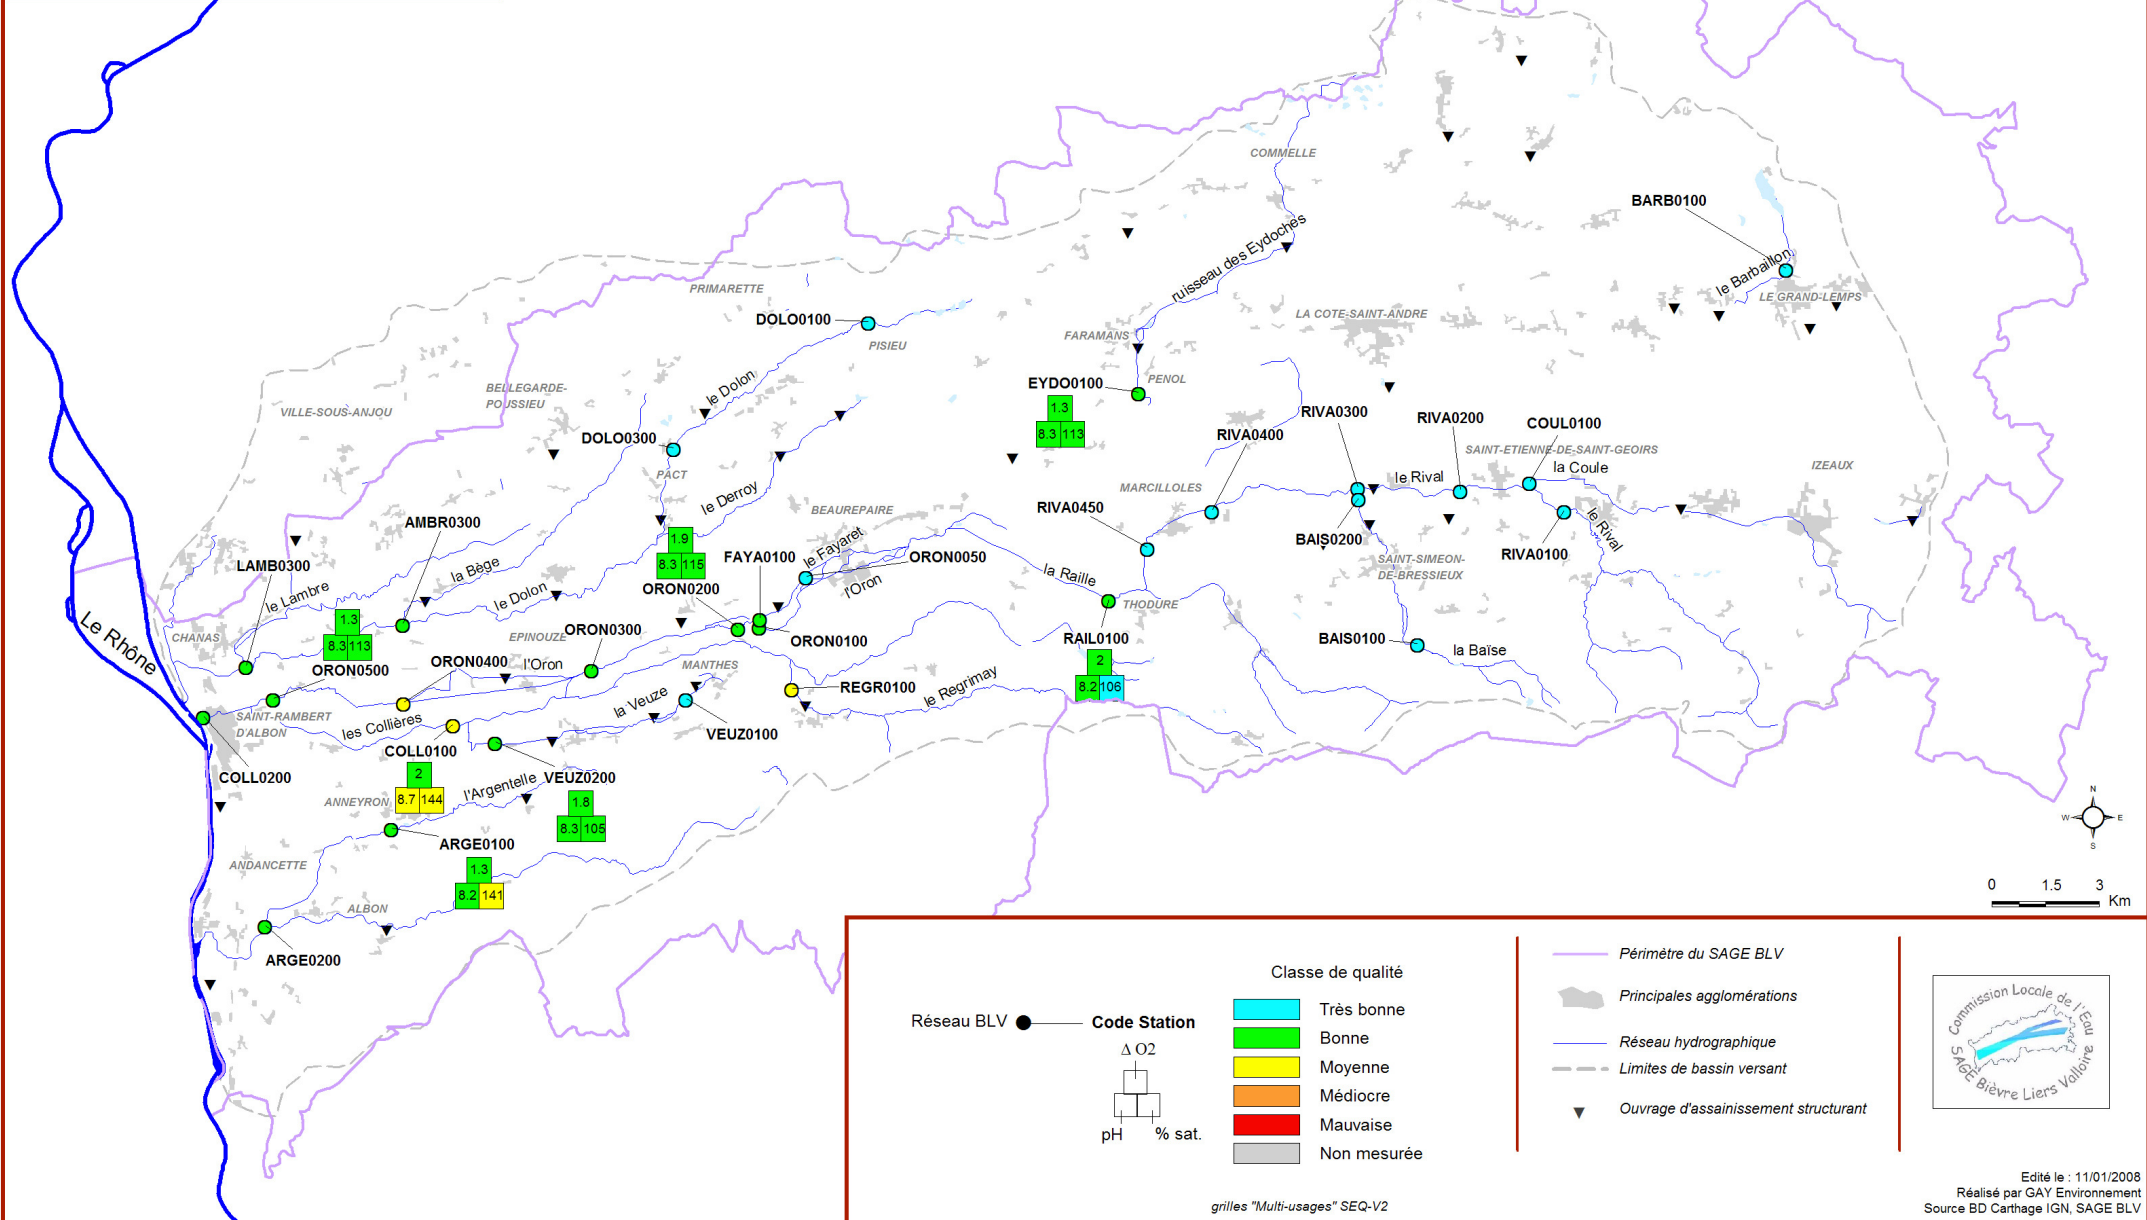 COMMELLE
BARB0100
ruisseau des Eydoches
le Barbaillon
LE GRAND-LEMPS
PRIMARETTE
DOLO0100
PISIEU
LA COTE-SAINT-ANDRE
FARAMANS
PENOL
EYDO0100
1.3
8.3 113
le Dolon
BELLEGARDE-
POUSSIEU
VILLE-SOUS-ANJOU
DOLO0300
PACT
le Derroy
RIVA0300
RIVA0200
COUL0100
RIVA0400
SAINT-ETIENNE-DE-SAINT-GEOIRS
la Coule
le Rival
IZEAUX
MARCILLOLES
RIVA0450
BEAUREPAIRE
AMBR0300
BAIS0200
RIVA0100
le Rival
SAINT-SIMEON-
DE-BRESSIEUX
1.9
8.3 115
ORON0200
FAYA0100
le Fayaret
ORON0050
l'Oron
la Raille
THODURE
LAMB0300
le Lambre
la Bège
le Dolon
CHANAS
1.3
8.3 113
ORON0500
EPINOUZE
ORON0300
ORON0100
RAIL0100
2
8.2 106
BAIS0100
la Baïse
Le Rhône
ORON0400
l'Oron
MANTHES
REGR0100
le Regrimay
la Veuze
VEUZ0100
SAINT-RAMBERT
D'ALBON
les Collières
COLL0100
2
8.7 144
COLL0200
VEUZ0200
1.8
8.3 105
ANNEYRON
l'Argentelle
ARGE0100
1.3
8.2 141
ANDANCETTE
ALBON
ARGE0200
N
W E
S
0 1.5 3
Km
Réseau BLV
Code Station
Δ O2
pH % sat.
Classe de qualité
Très bonne
Bonne
Moyenne
Médiocre
Mauvaise
Non mesurée
grilles "Multi-usages" SEQ-V2
Périmètre du SAGE BLV
Principales agglomérations
Réseau hydrographique
Limites de bassin versant
Ouvrage d'assainissement structurant
Commission Locale de l'Eau
SAGE Bièvre Liers Valloire
Edité le : 11/01/2008
Réalisé par GAY Environnement
Source BD Carthage IGN, SAGE BLV